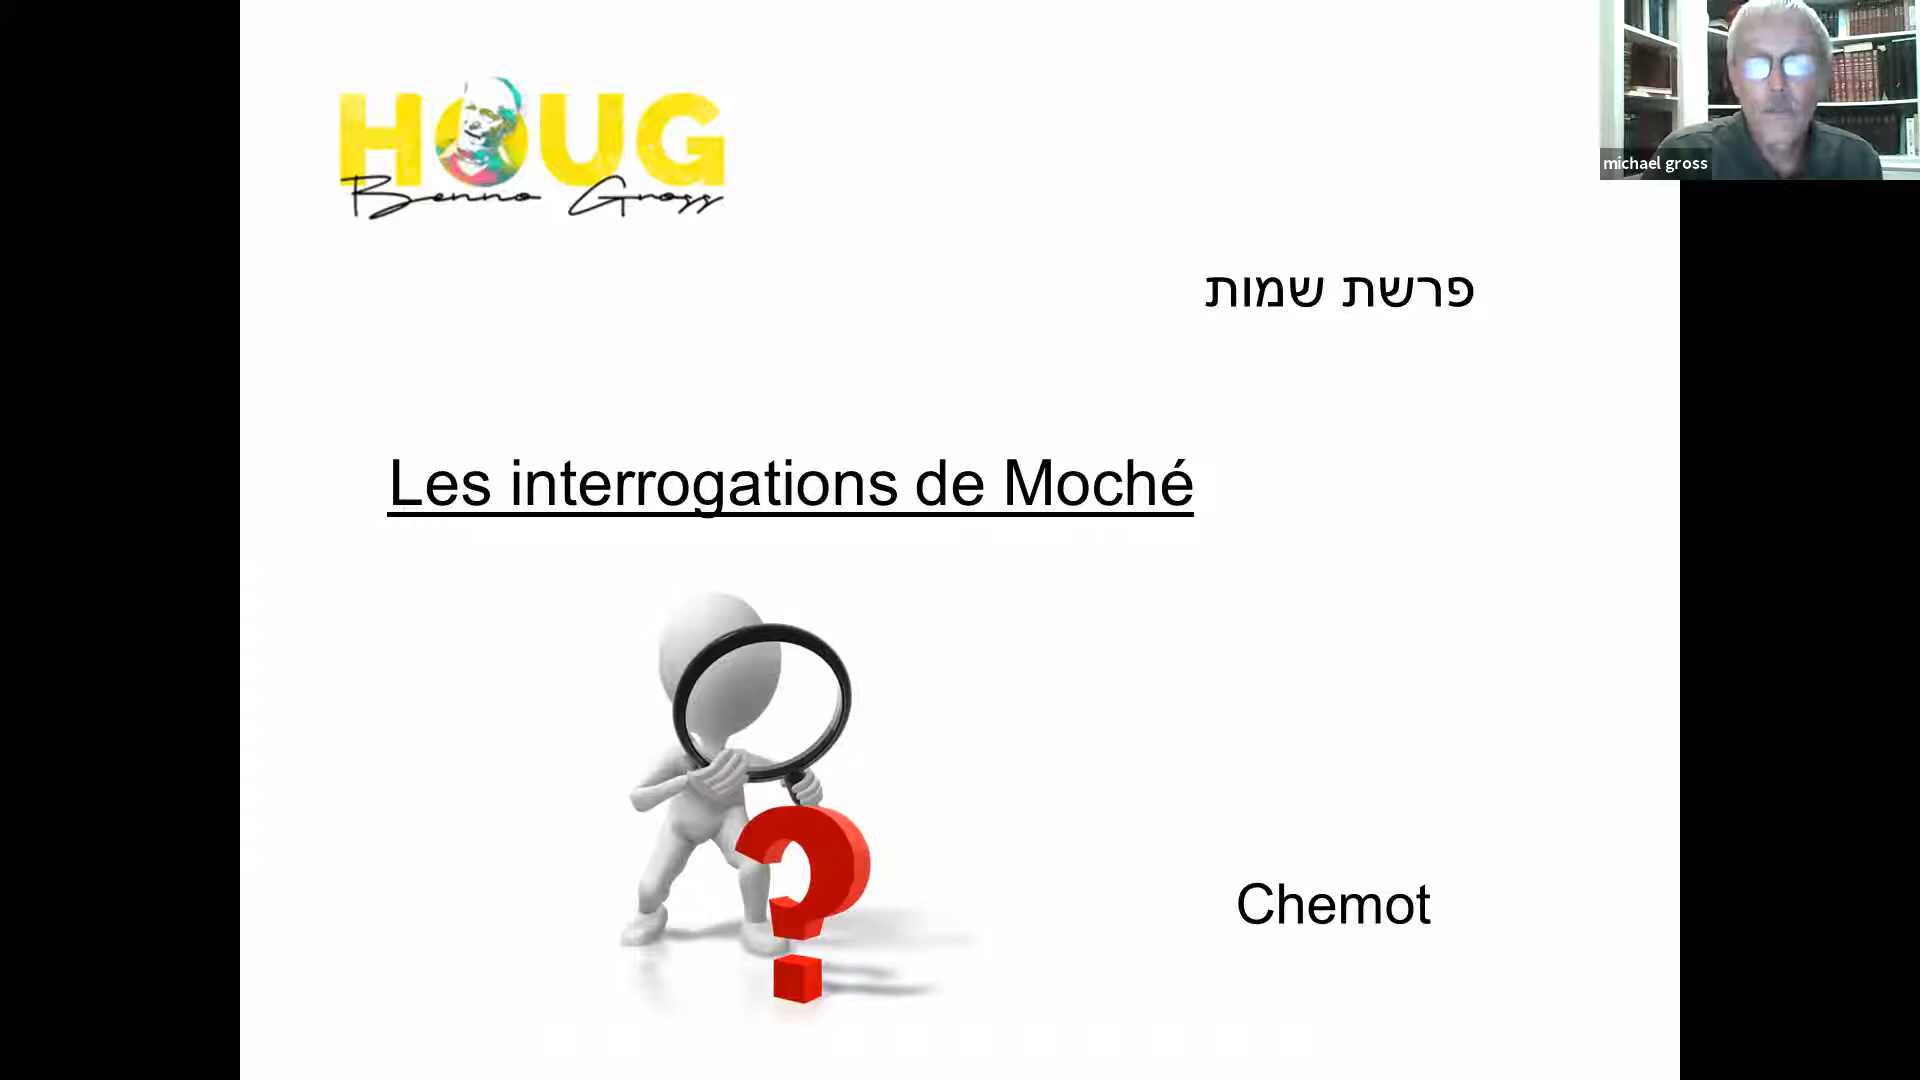 HOUG
Benno Gross
michael gross
פרשת שמות
Les interrogations de Moché
?
Chemot